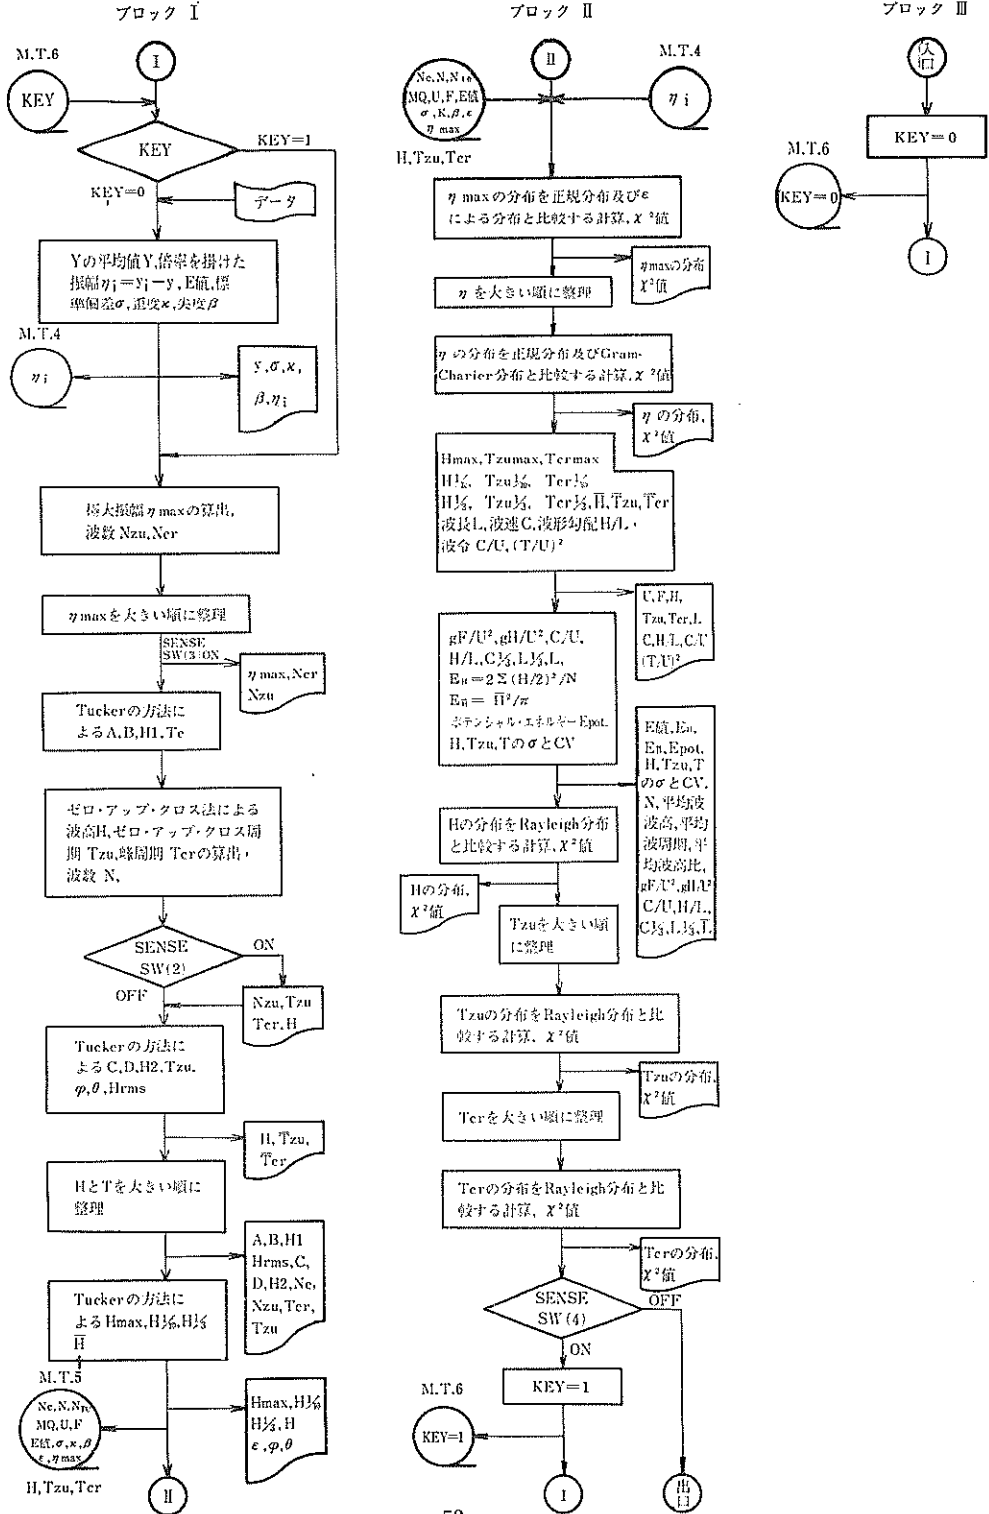 ブロック Ⅰ
M.T.6
Ⅰ
KEY
KEY
KEY=1
KEY=0
データ
Yの平均値Y,倍率を掛けた
振幅ηi=yi−y,E値,標
準偏差σ,歪度κ,尖度β
M.T.4
ηi
y,σ,κ,
β,ηi
極大振幅ηmaxの算出,
波数 Nzu,Ncr
ηmaxを大きい順に整理
SENSE
SW(3)ON
ηmax,Ncr
Nzu
Tuckerの方法に
よるA,B,H1,Tc
ゼロ・アップ・クロス法による
波高H,ゼロ・アップ・クロス周
期 Tzu,峰周期 Tcrの算出,
波数 N,
SENSE
SW(2)
ON
OFF
Nzu,Tzu
Tcr,H
Tuckerの方法に
よるC,D,H2,Tzu,
φ,θ,Hrms
H,Tzu,
Tcr
HとTを大きい順に
整理
A,B,H1
Hrms,C,
D,H2,Nc,
Nzu,Tcr,
Tzu
Tuckerの方法に
よるHmax,H1/10,H1/3
H̅
M.T.5
Nc,N,NTC
MQ,U,F
E値,σ,κ,β
ε,ηmax
H,Tzu,Tcr
Hmax,H1/10
H1/3,H
ε,φ,θ
Ⅱ
ブロック Ⅱ
Ⅱ
M.T.4
Nc,N,N
MQ,U,F,E値
σ,K,β,ε
ηmax
H,Tzu,Tcr
ηi
ηmaxの分布を正規分布及びε
による分布と比較する計算,χ²値
ηmaxの分布
χ²値
ηを大きい順に整理
ηの分布を正規分布及びGram-
Charier分布と比較する計算,χ²値
ηの分布,
χ²値
Hmax,Tzumax,Tcrmax
H1/10, Tzu1/10, Tcr1/10
H1/3, Tzu1/3, Tcr1/3,H̅,T̅zu,T̅cr
波長L,波速C,波形勾配H/L,
波令 C/U,(T/U)²
U,F,H,
Tzu,Tcr,L
C,H/L,C/U
(T/U)²
gF/U²,gH/U²,C/U,
H/L,C1/3,L1/3,L,
EH=2Σ(H/2)²/N
EH̅= H̅²/π
ポテンシャル・エネルギーEpot.
H,Tzu,TのσとCV
E値,EH,
EH̅,Epot,
H,Tzu,T
のσとCV,
N,平均波
波高,平均
波周期,平
均波高比,
gF/U²,gH/U²
C/U,H/L,
C1/3,L1/3,L̅
Hの分布をRayleigh分布
と比較する計算,χ²値
Hの分布,
χ²値
Tzuを大きい順
に整理
Tzuの分布をRayleigh分布と比
較する計算, χ²値
Tzuの分布,
χ²値
Tcrを大きい順に整理
Tcrの分布をRayleigh分布と比
較する計算, χ²値
Tcrの分布,
χ²値
SENSE
SW(4)
OFF
ON
KEY=1
M.T.6
KEY=1
Ⅰ
出口
ブロック Ⅲ
入口
KEY=0
M.T.6
KEY=0
Ⅰ